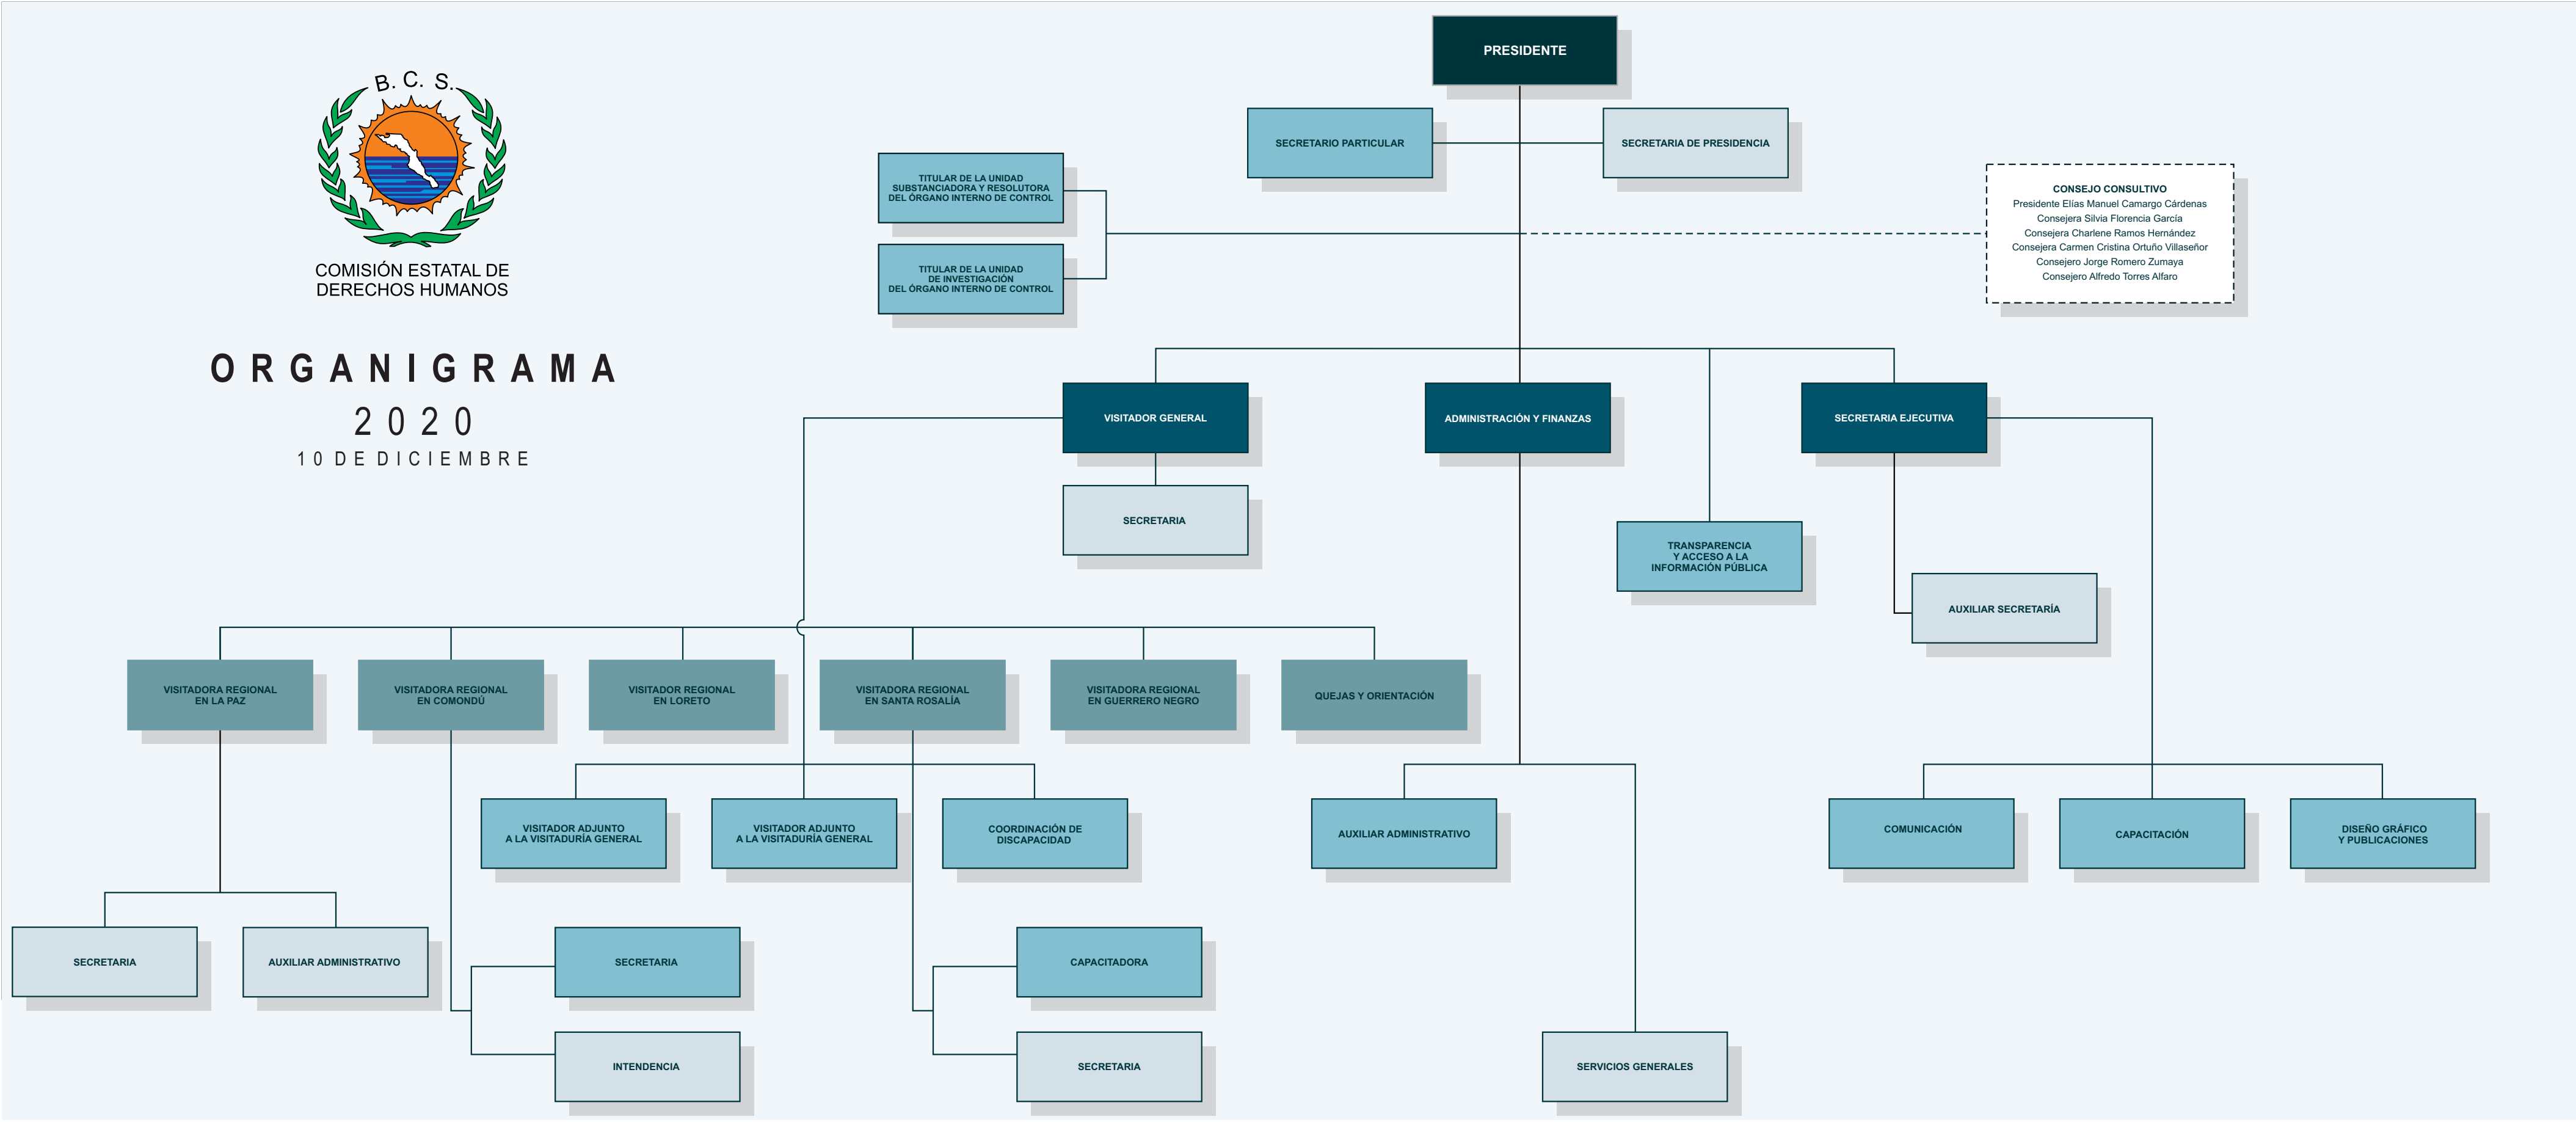 B. C. S.
COMISIÓN ESTATAL DE
DERECHOS HUMANOS
ORGANIGRAMA
2020
10 DE DICIEMBRE
PRESIDENTE
SECRETARIO PARTICULAR
SECRETARIA DE PRESIDENCIA
TITULAR DE LA UNIDAD
SUBSTANCIADORA Y RESOLUTORA
DEL ÓRGANO INTERNO DE CONTROL
TITULAR DE LA UNIDAD
DE INVESTIGACIÓN
DEL ÓRGANO INTERNO DE CONTROL
CONSEJO CONSULTIVO
Presidente Elías Manuel Camargo Cárdenas
Consejera Silvia Florencia García
Consejera Charlene Ramos Hernández
Consejera Carmen Cristina Ortuño Villaseñor
Consejero Jorge Romero Zumaya
Consejero Alfredo Torres Alfaro
VISITADOR GENERAL
ADMINISTRACIÓN Y FINANZAS
SECRETARIA EJECUTIVA
SECRETARIA
TRANSPARENCIA
Y ACCESO A LA
INFORMACIÓN PÚBLICA
AUXILIAR SECRETARÍA
VISITADORA REGIONAL
EN LA PAZ
VISITADORA REGIONAL
EN COMONDÚ
VISITADOR REGIONAL
EN LORETO
VISITADORA REGIONAL
EN SANTA ROSALÍA
VISITADORA REGIONAL
EN GUERRERO NEGRO
QUEJAS Y ORIENTACIÓN
VISITADOR ADJUNTO
A LA VISITADURÍA GENERAL
VISITADOR ADJUNTO
A LA VISITADURÍA GENERAL
COORDINACIÓN DE
DISCAPACIDAD
AUXILIAR ADMINISTRATIVO
COMUNICACIÓN
CAPACITACIÓN
DISEÑO GRÁFICO
Y PUBLICACIONES
SECRETARIA
AUXILIAR ADMINISTRATIVO
SECRETARIA
CAPACITADORA
INTENDENCIA
SECRETARIA
SERVICIOS GENERALES